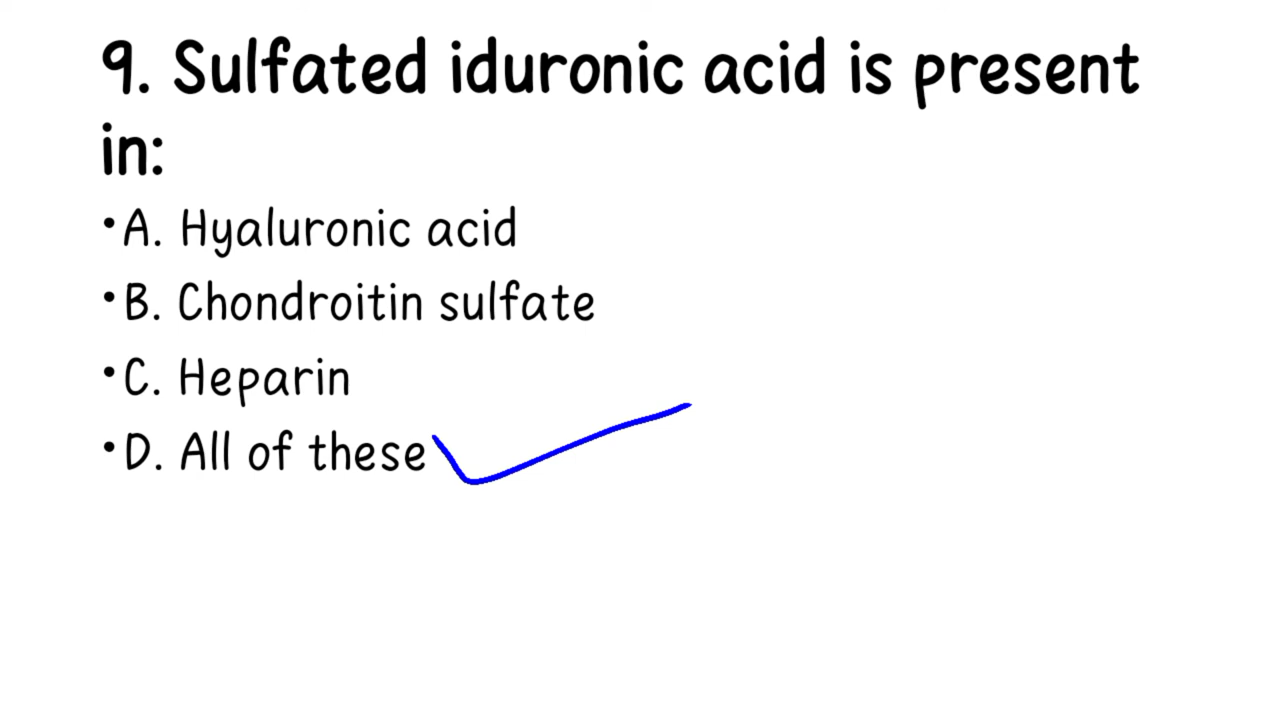 9. Sulfated iduronic acid is present
in:
•A. Hyaluronic acid
•B. Chondroitin sulfate
•C. Heparin
•D. All of these